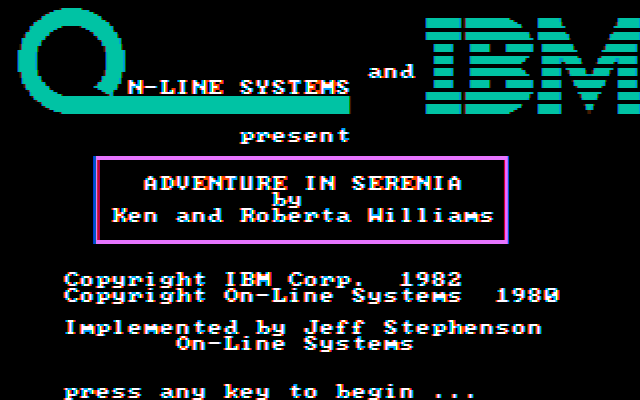 ON-LINE SYSTEMS and IBM
present
ADVENTURE IN SERENIA
by
Ken and Roberta Williams
Copyright IBM Corp. 1982
Copyright On-Line Systems 1980
Implemented by Jeff Stephenson
On-Line Systems
press any key to begin ...